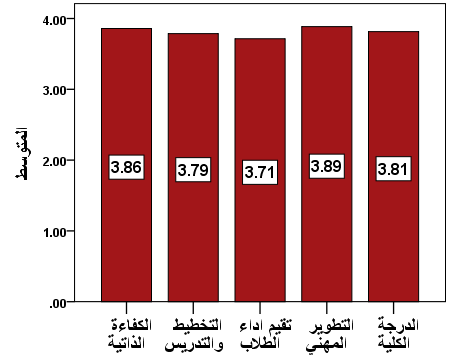 4.00
3.00
2.00
1.00
.00
المتوسط
3.86
3.79
3.71
3.89
3.81
الكفاءة
الذاتية
التخطيط
والتدريس
تقيم اداء
الطلاب
التطوير
المهني
الدرجة
الكلية